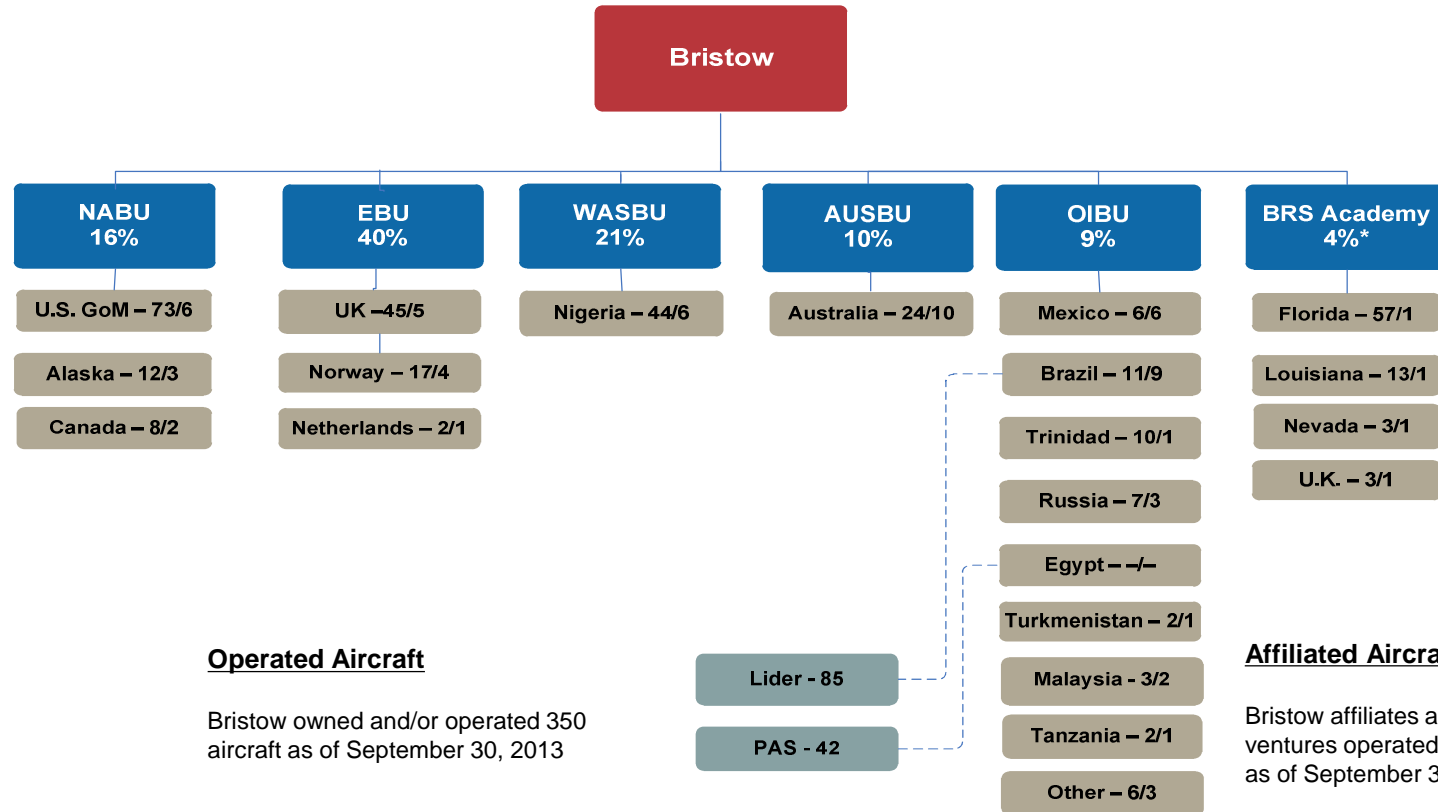 Bristow
NABU
16%
EBU
40%
WASBU
21%
AUSBU
10%
OIBU
9%
BRS Academy
4%*
U.S. GoM – 73/6
Alaska – 12/3
Canada – 8/2
UK –45/5
Norway – 17/4
Netherlands – 2/1
Nigeria – 44/6
Australia – 24/10
Mexico – 6/6
Brazil – 11/9
Trinidad – 10/1
Russia – 7/3
Egypt – –/–
Turkmenistan – 2/1
Malaysia - 3/2
Tanzania – 2/1
Other – 6/3
Florida – 57/1
Louisiana – 13/1
Nevada – 3/1
U.K. – 3/1
Lider - 85
PAS - 42
Operated Aircraft
Bristow owned and/or operated 350
aircraft as of September 30, 2013
Affiliated
Bristow affiliates
ventures operated
as of September